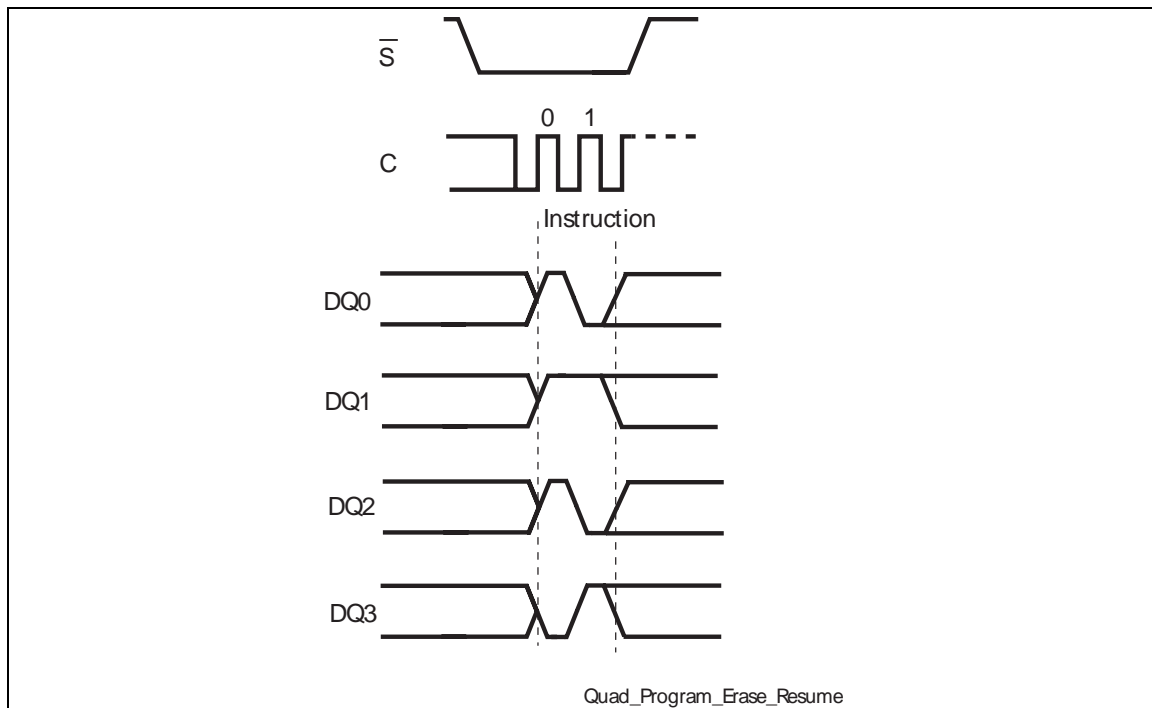 S̅
0 1
C
Instruction
DQ0
DQ1
DQ2
DQ3
Quad_Program_Erase_Resume